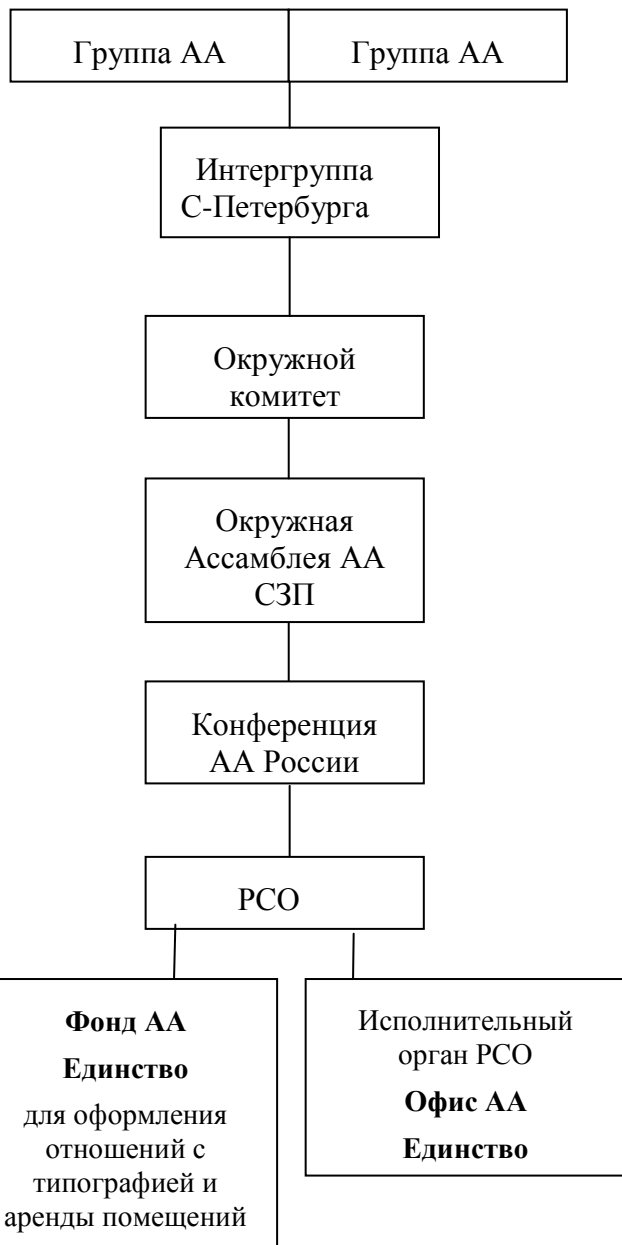 Группа АА
Группа АА
Интергруппа
С-Петербурга
Окружной
комитет
Окружная
Ассамблея АА
СЗП
Конференция
АА России
РСО
Фонд АА
Единство
для оформления
отношений с
типографией и
аренды помещений
Исполнительный
орган РСО
Офис АА
Единство